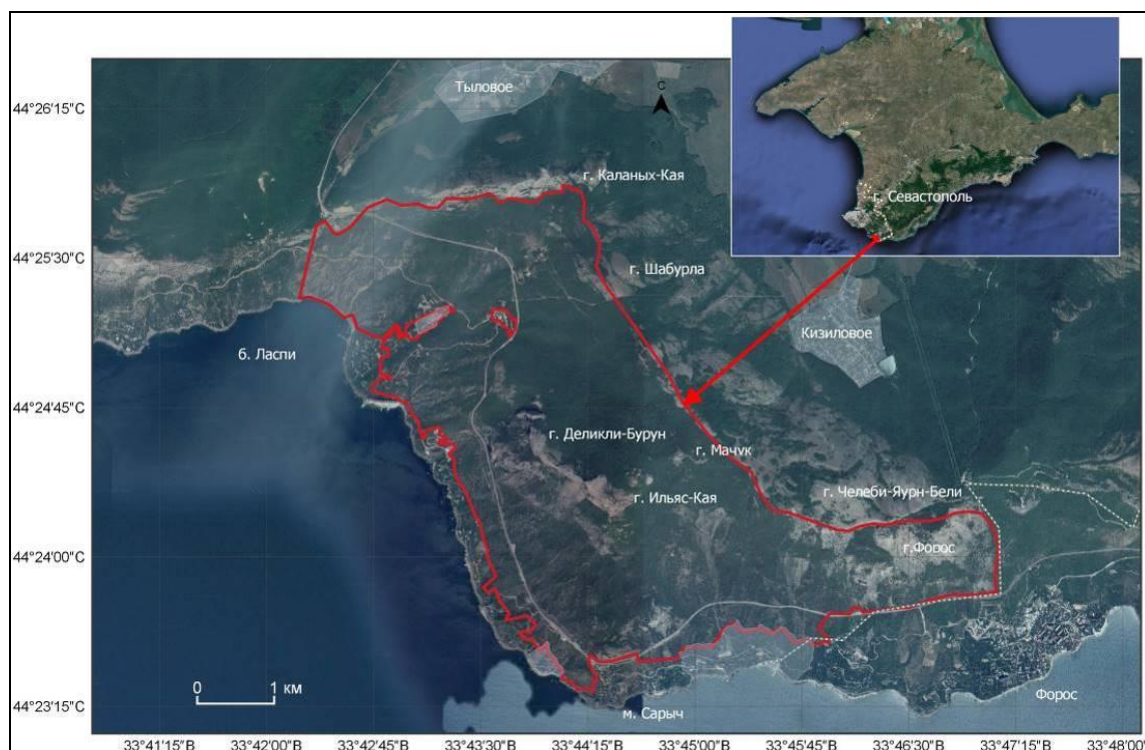 44°26'15"С
44°25'30"С
44°24'45"С
44°24'00"С
44°23'15"С
Тыловое
С
г. Каланых-Кая
г. Севастополь
г. Шабурла
Кизиловое
б. Ласпи
г. Деликли-Бурун
г. Мачук
г. Ильяс-Кая
г. Челеби-Яурн-Бели
г.Форос
0 1 км
м. Сарыч
Форос
33°41'15"В 33°42'00"В 33°42'45"В 33°43'30"В 33°44'15"В 33°45'00"В 33°45'45"В 33°46'30"В 33°47'15"В 33°48'00"В